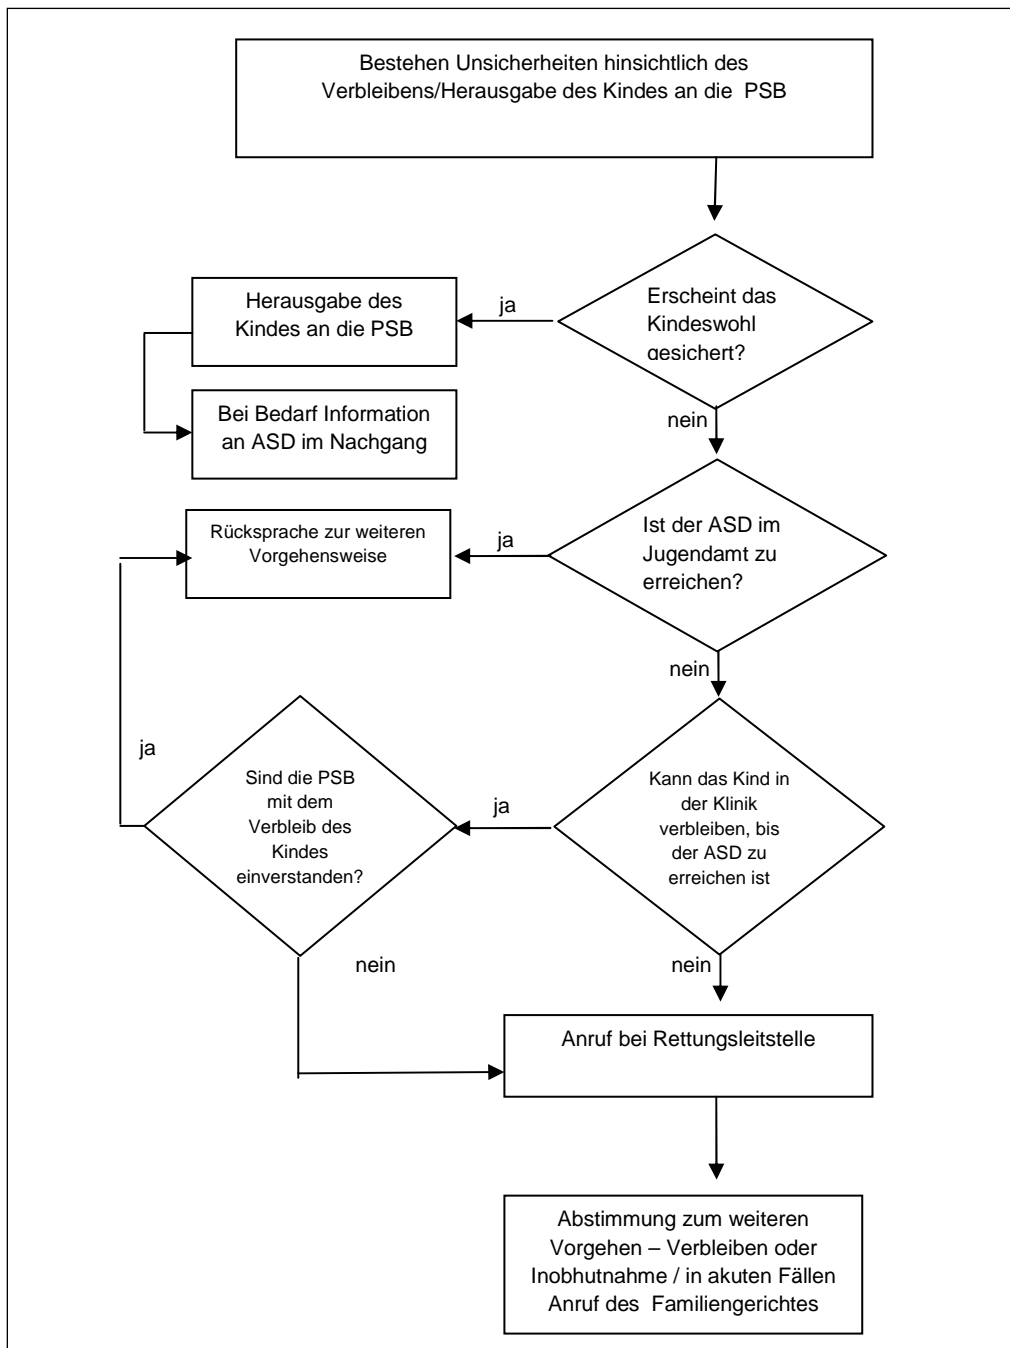 Bestehen Unsicherheiten hinsichtlich des
Verbleibens/Herausgabe des Kindes an die PSB
Erscheint das
Kindeswohl
gesichert?
ja
Herausgabe des
Kindes an die PSB
Bei Bedarf Information
an ASD im Nachgang
nein
Ist der ASD im
Jugendamt zu
erreichen?
ja
Rücksprache zur weiteren
Vorgehensweise
nein
Kann das Kind in
der Klinik
verbleiben, bis
der ASD zu
erreichen ist
ja
Sind die PSB
mit dem
Verbleib des
Kindes
einverstanden?
ja
nein
nein
Anruf bei Rettungsleitstelle
Abstimmung zum weiteren
Vorgehen – Verbleiben oder
Inobhutnahme / in akuten Fällen
Anruf des Familiengerichtes